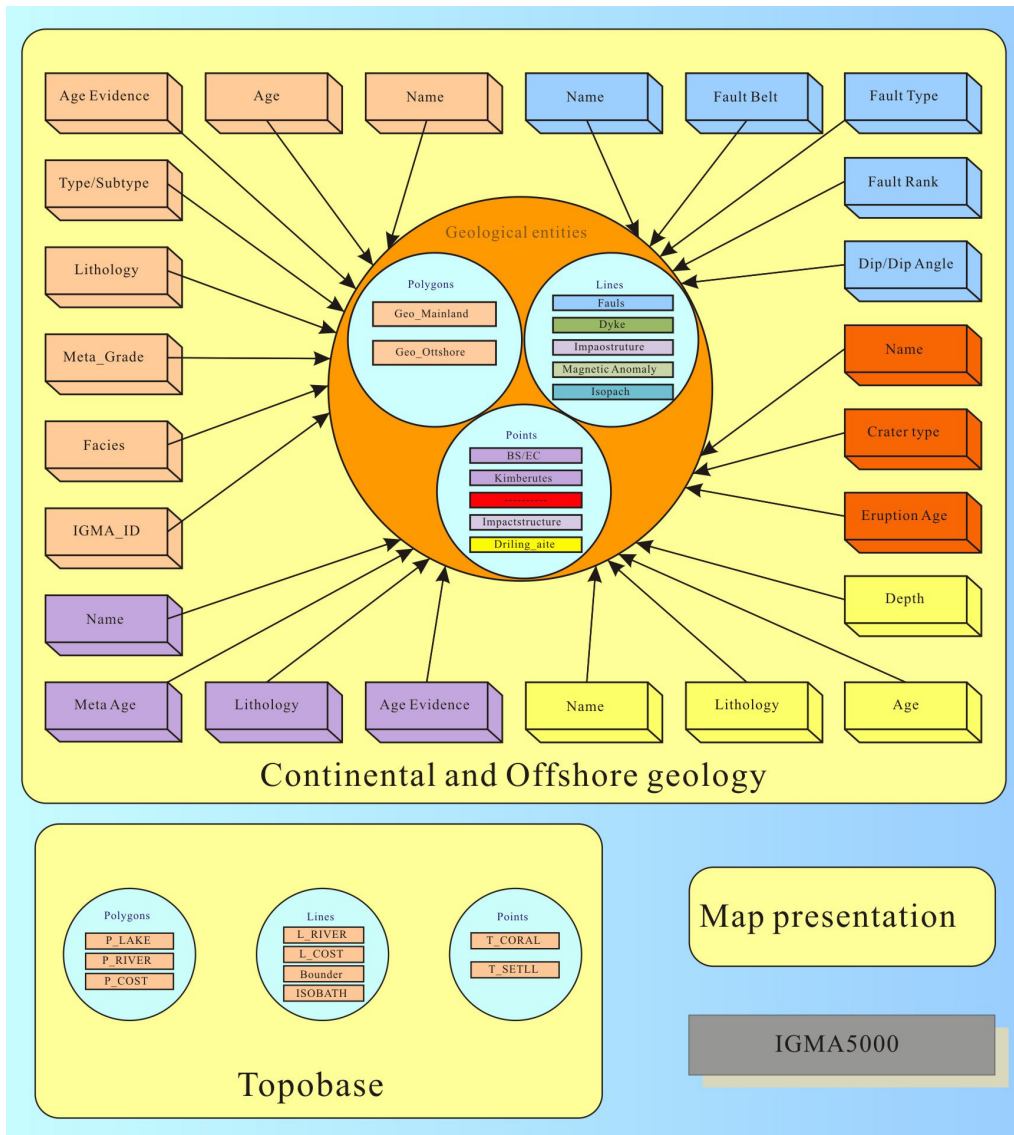 Age Evidence
Age
Name
Name
Fault Belt
Fault Type
Type/Subtype
Fault Rank
Lithology
Dip/Dip Angle
Meta_Grade
Name
Facies
Crater type
IGMA_ID
Eruption Age
Name
Depth
Meta Age
Lithology
Age Evidence
Name
Lithology
Age
Geological entities
Polygons
Geo_Mainland
Geo_Ottshore
Lines
Fauls
Dyke
Impaostruture
Magnetic Anomaly
Isopach
Points
BS/EC
Kimberutes
----------
Impactstructure
Driling_aite
Continental and Offshore geology
Polygons
P_LAKE
P_RIVER
P_COST
Lines
L_RIVER
L_COST
Bounder
ISOBATH
Points
T_CORAL
T_SETLL
Topobase
Map presentation
IGMA5000